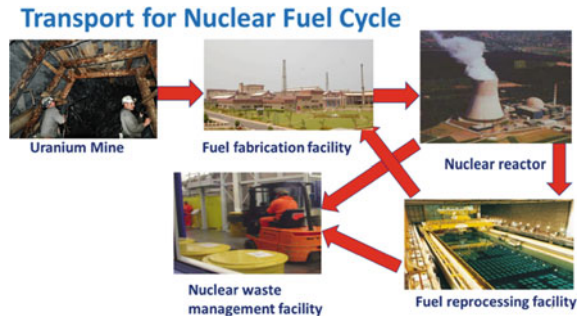 Transport for Nuclear Fuel Cycle
Uranium Mine
Fuel fabrication facility
Nuclear reactor
Nuclear waste
management facility
Fuel reprocessing facility